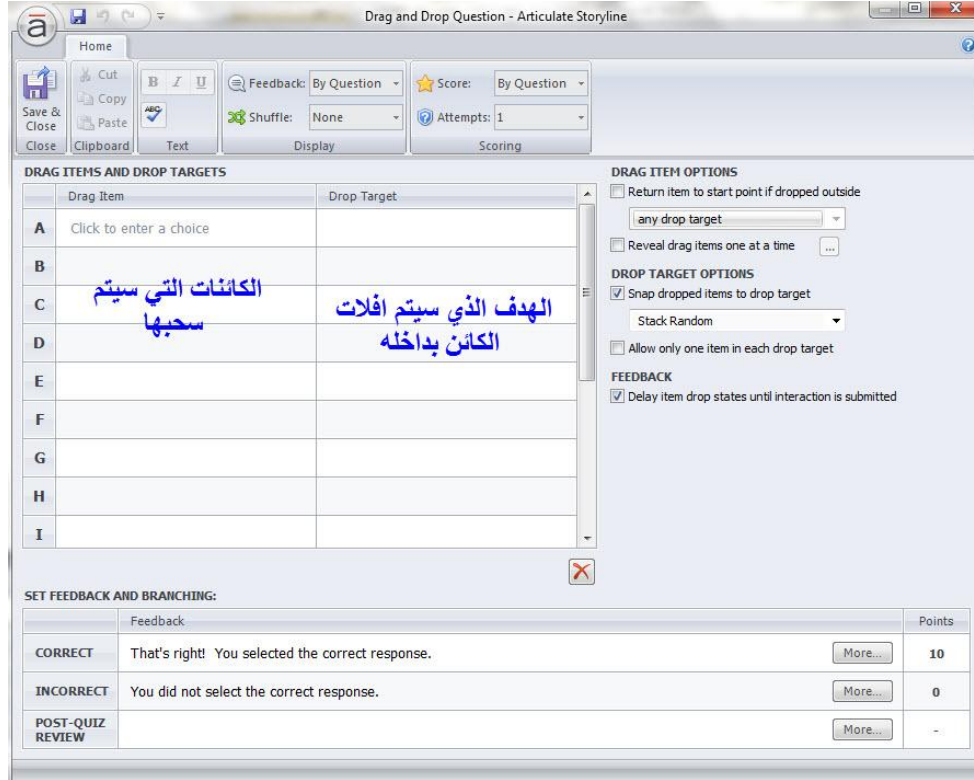 Drag and Drop Question - Articulate Storyline
Home
Save & Close
Close
Cut
Copy
Paste
Clipboard
B I U
ABC
Text
Feedback: By Question
Shuffle: None
Display
Score: By Question
Attempts: 1
Scoring
DRAG ITEMS AND DROP TARGETS
Drag Item Drop Target
A Click to enter a choice
B
C
D
E
F
G
H
I
الكائنات التي سيتم
سحبها
الهدف الذي سيتم افلات
الكائن بداخله
DRAG ITEM OPTIONS
Return item to start point if dropped outside
any drop target
Reveal drag items one at a time ...
DROP TARGET OPTIONS
Snap dropped items to drop target
Stack Random
Allow only one item in each drop target
FEEDBACK
Delay item drop states until interaction is submitted
SET FEEDBACK AND BRANCHING:
Feedback Points
CORRECT That's right! You selected the correct response. More... 10
INCORRECT You did not select the correct response. More... 0
POST-QUIZ REVIEW More... -